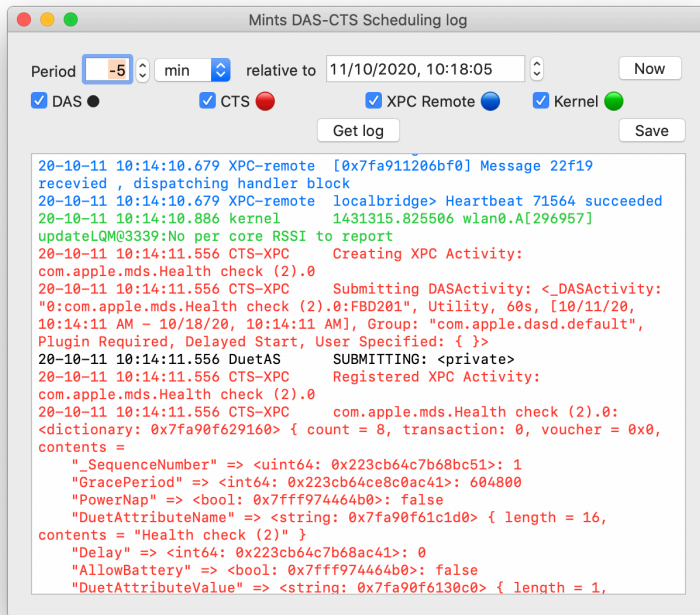 Mints DAS-CTS Scheduling log
Period -5 min relative to 11/10/2020, 10:18:05 Now
DAS CTS XPC Remote Kernel
Get log Save
20-10-11 10:14:10.679 XPC-remote [0x7fa911206bf0] Message 22f19
recevied , dispatching handler block
20-10-11 10:14:10.679 XPC-remote localbridge> Heartbeat 71564 succeeded
20-10-11 10:14:10.886 kernel 1431315.825506 wlan0.A[296957]
updateLQM@3339:No per core RSSI to report
20-10-11 10:14:11.556 CTS-XPC Creating XPC Activity:
com.apple.mds.Health check (2).0
20-10-11 10:14:11.556 CTS-XPC Submitting DASActivity: <_DASActivity:
"0:com.apple.mds.Health check (2).0:FBD201", Utility, 60s, [10/11/20,
10:14:11 AM - 10/18/20, 10:14:11 AM], Group: "com.apple.dasd.default",
Plugin Required, Delayed Start, User Specified: { }>
20-10-11 10:14:11.556 DuetAS SUBMITTING: <private>
20-10-11 10:14:11.556 CTS-XPC Registered XPC Activity:
com.apple.mds.Health check (2).0
20-10-11 10:14:11.556 CTS-XPC com.apple.mds.Health check (2).0:
<dictionary: 0x7fa90f629160> { count = 8, transaction: 0, voucher = 0x0,
contents =
"_SequenceNumber" => <uint64: 0x223cb64c7b68bc51>: 1
"GracePeriod" => <int64: 0x223cb64ce8c0ac41>: 604800
"PowerNap" => <bool: 0x7fff974464b0>: false
"DuetAttributeName" => <string: 0x7fa90f61c1d0> { length = 16,
contents = "Health check (2)" }
"Delay" => <int64: 0x223cb64c7b68ac41>: 0
"AllowBattery" => <bool: 0x7fff974464b0>: false
"DuetAttributeValue" => <string: 0x7fa90f6130c0> { length = 1,